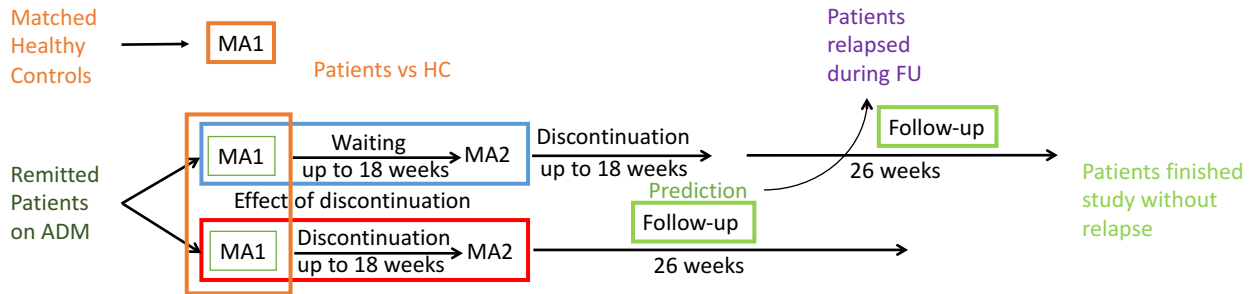 Matched
Healthy
Controls
MA1
Patients vs HC
Patients
relapsed
during FU
Remitted
Patients
on ADM
MA1
Waiting
up to 18 weeks
MA2
Discontinuation
up to 18 weeks
Follow-up
26 weeks
Effect of discontinuation
Prediction
MA1
Discontinuation
up to 18 weeks
MA2
Follow-up
26 weeks
Patients finished
study without
relapse